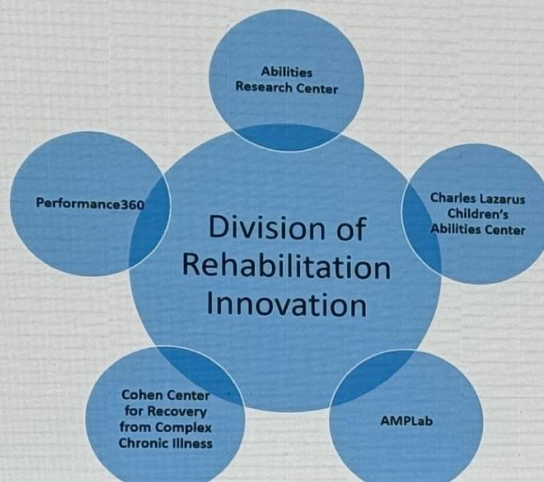 Abilities
Research Center
Performance360
Charles Lazarus
Children's
Abilities Center
Division of
Rehabilitation
Innovation
Cohen Center
for Recovery
from Complex
Chronic Illness
AMPLab